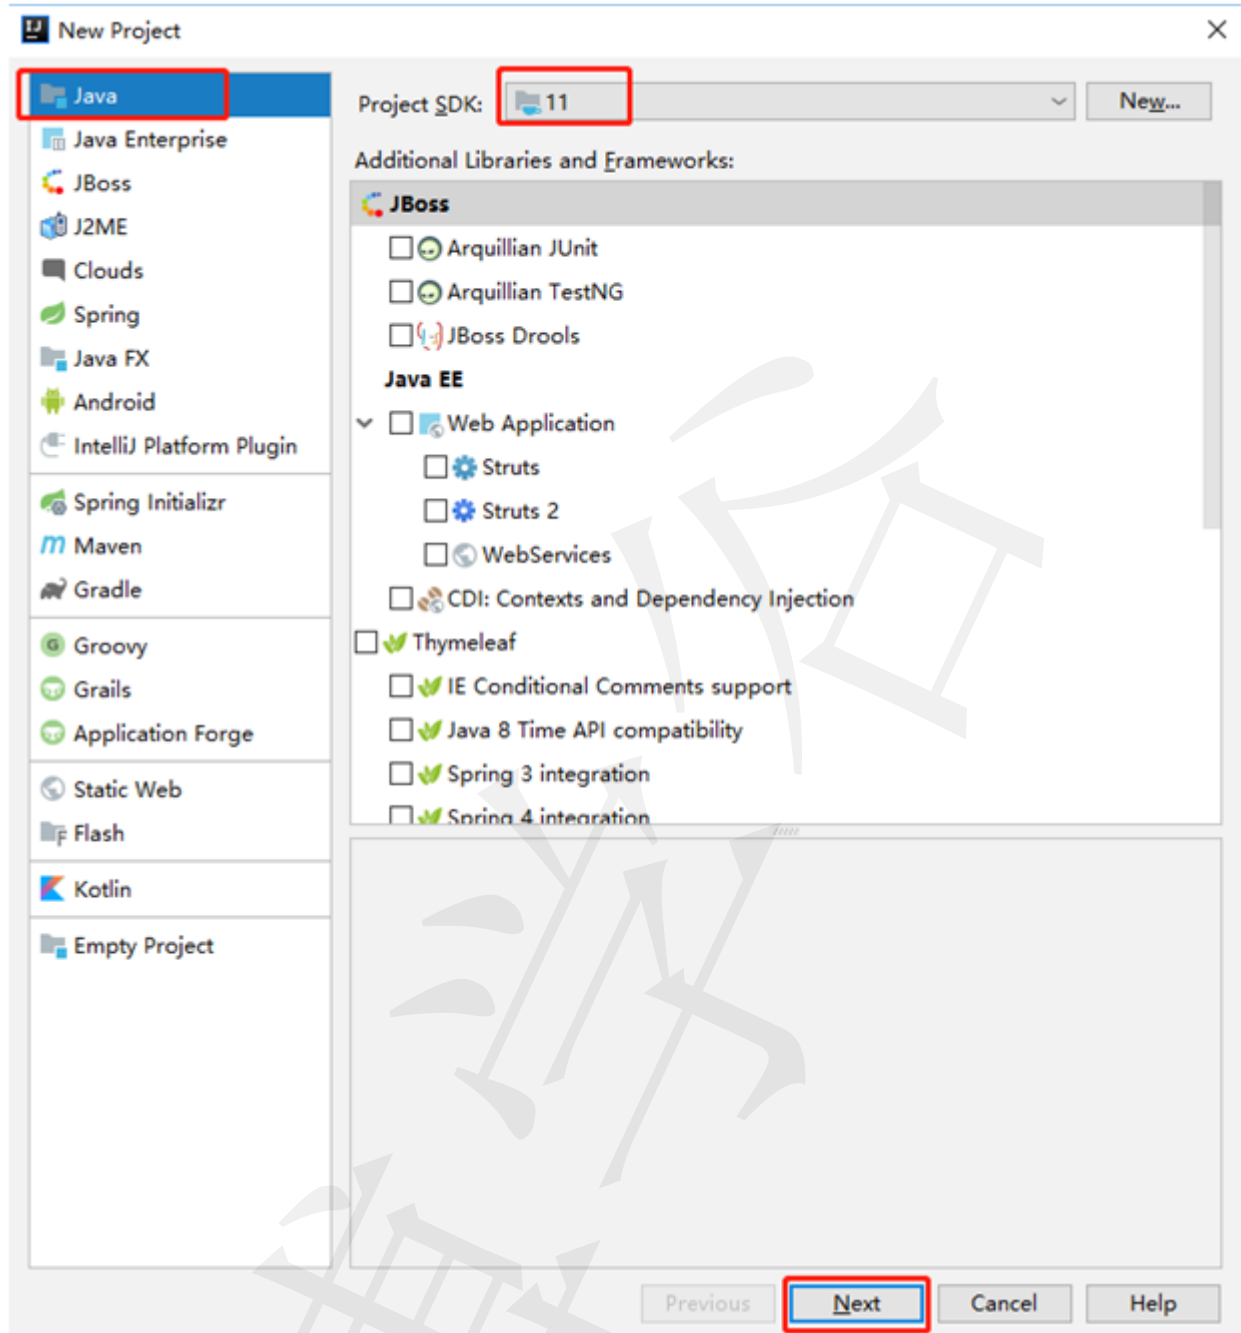 New Project
Java
Java Enterprise
JBoss
J2ME
Clouds
Spring
Java FX
Android
IntelliJ Platform Plugin
Spring Initializr
Maven
Gradle
Groovy
Grails
Application Forge
Static Web
Flash
Kotlin
Empty Project
Project SDK: 11 New...
Additional Libraries and Frameworks:
JBoss
Arquillian JUnit
Arquillian TestNG
JBoss Drools
Java EE
Web Application
Struts
Struts 2
WebServices
CDI: Contexts and Dependency Injection
Thymeleaf
IE Conditional Comments support
Java 8 Time API compatibility
Spring 3 integration
Spring 4 integration
Previous Next Cancel Help